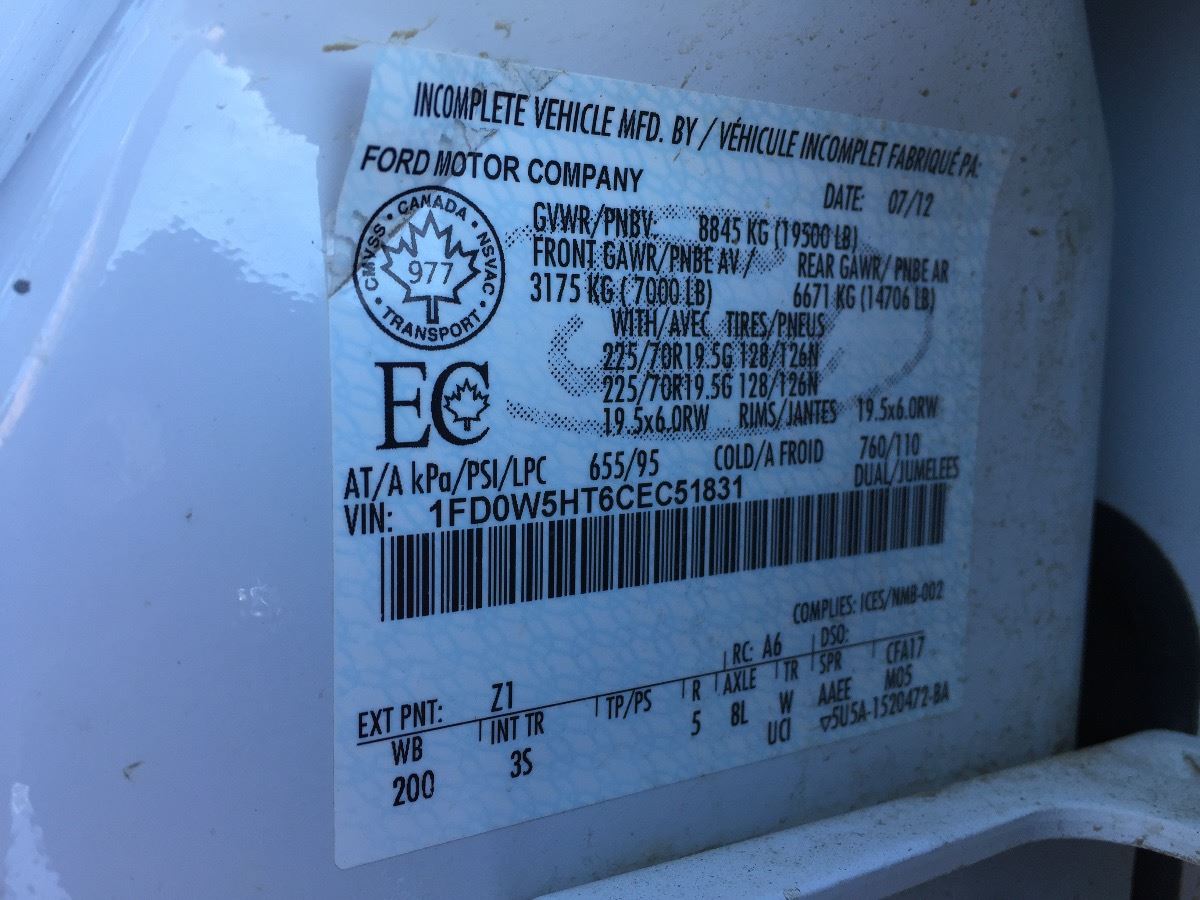 INCOMPLETE VEHICLE MFD. BY / VÉHICULE INCOMPLET FABRIQUÉ PA:
FORD MOTOR COMPANY
DATE: 07/12
CMVSS • CANADA • NSVAC • TRANSPORT •
977
GVWR/PNBV: 8845 KG (19500 LB)
FRONT GAWR/PNBE AV / REAR GAWR/ PNBE AR
3175 KG ( 7000 LB) 6671 KG (14706 LB)
WITH/AVEC TIRES/PNEUS
225/70R19.5G 128/126N
225/70R19.5G 128/126N
19.5x6.0RW RIMS/JANTES 19.5x6.0RW
EC
AT/A kPa/PSI/LPC 655/95 COLD/A FROID 760/110
DUAL/JUMELEES
VIN: 1FD0W5HT6CEC51831
COMPLIES: ICES/NMB-002
EXT PNT: Z1 RC: A6 DSO:
WB INT TR TP/PS R AXLE TR SPR CFA17
200 3S 5 8L W AAEE M05
UCI ▽5U5A-1520472-BA